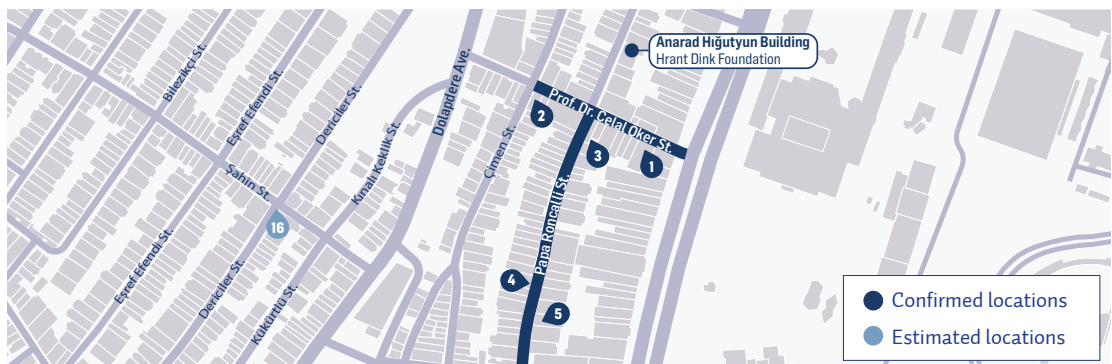 Anarad Hığutyun Building
Hrant Dink Foundation
Bilezikçi St.
Eşref Efendi St.
Dericiler St.
Dolapdere Ave.
Kınalı Keklik St.
Çimen St.
Prof. Dr. Celal Öker St.
2
3
1
Şahin St.
Papa Roncalli St.
16
Eşref Efendi St.
Dericiler St.
Kükürtlü St.
4
5
Confirmed locations
Estimated locations